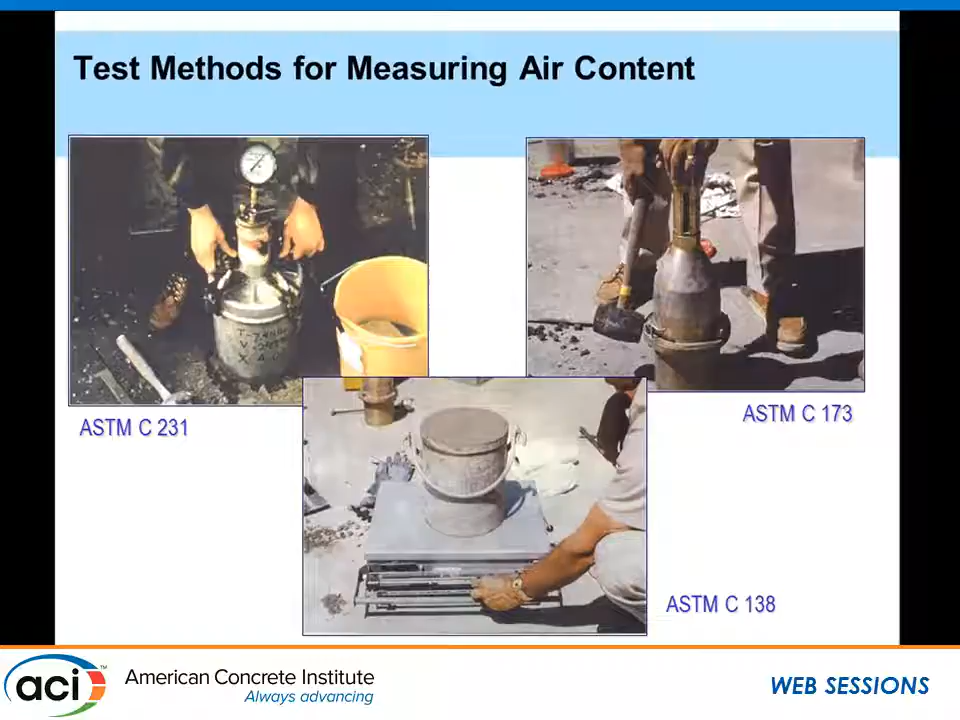 Test Methods for Measuring Air Content
ASTM C 231
ASTM C 173
ASTM C 138
aci™
American Concrete Institute
Always advancing
WEB SESSIONS